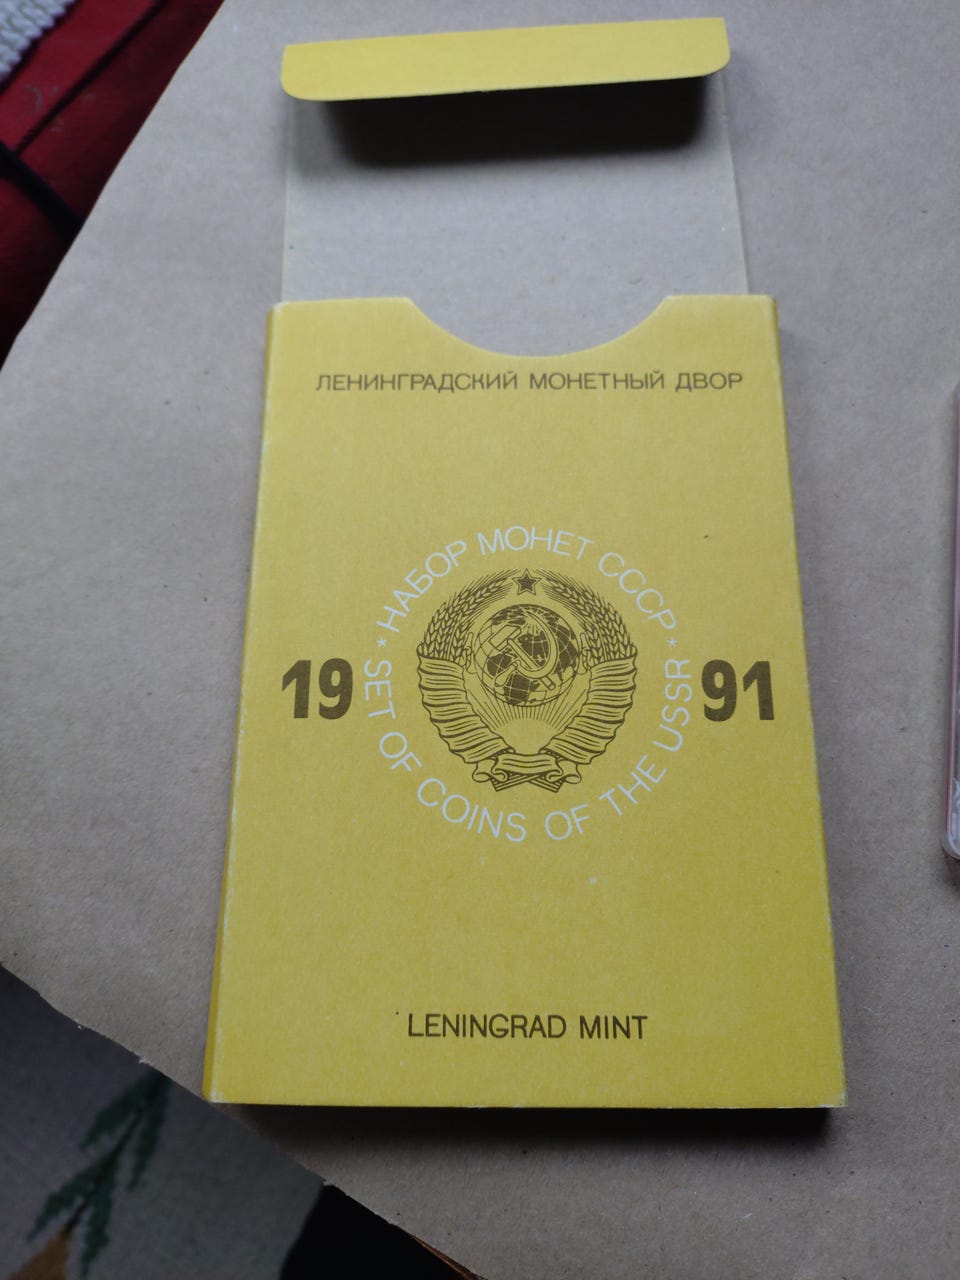 ЛЕНИНГРАДСКИЙ МОНЕТНЫЙ ДВОР
* НАБОР МОНЕТ СССР *
19 91
SET OF COINS OF THE USSR
LENINGRAD MINT